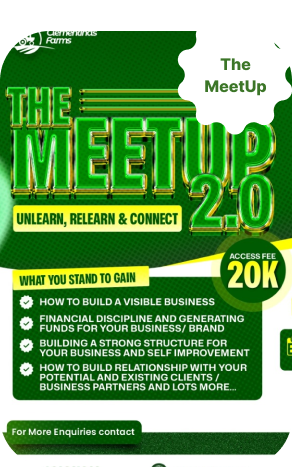 Clementinas
Farms
The
MeetUp
THE
MEETUP
2.0
UNLEARN, RELEARN & CONNECT
ACCESS FEE
20K
WHAT YOU STAND TO GAIN
HOW TO BUILD A VISIBLE BUSINESS
FINANCIAL DISCIPLINE AND GENERATING
FUNDS FOR YOUR BUSINESS/ BRAND
BUILDING A STRONG STRUCTURE FOR
YOUR BUSINESS AND SELF IMPROVEMENT
HOW TO BUILD RELATIONSHIP WITH YOUR
POTENTIAL AND EXISTING CLIENTS /
BUSINESS PARTNERS AND LOTS MORE...
For More Enquiries contact